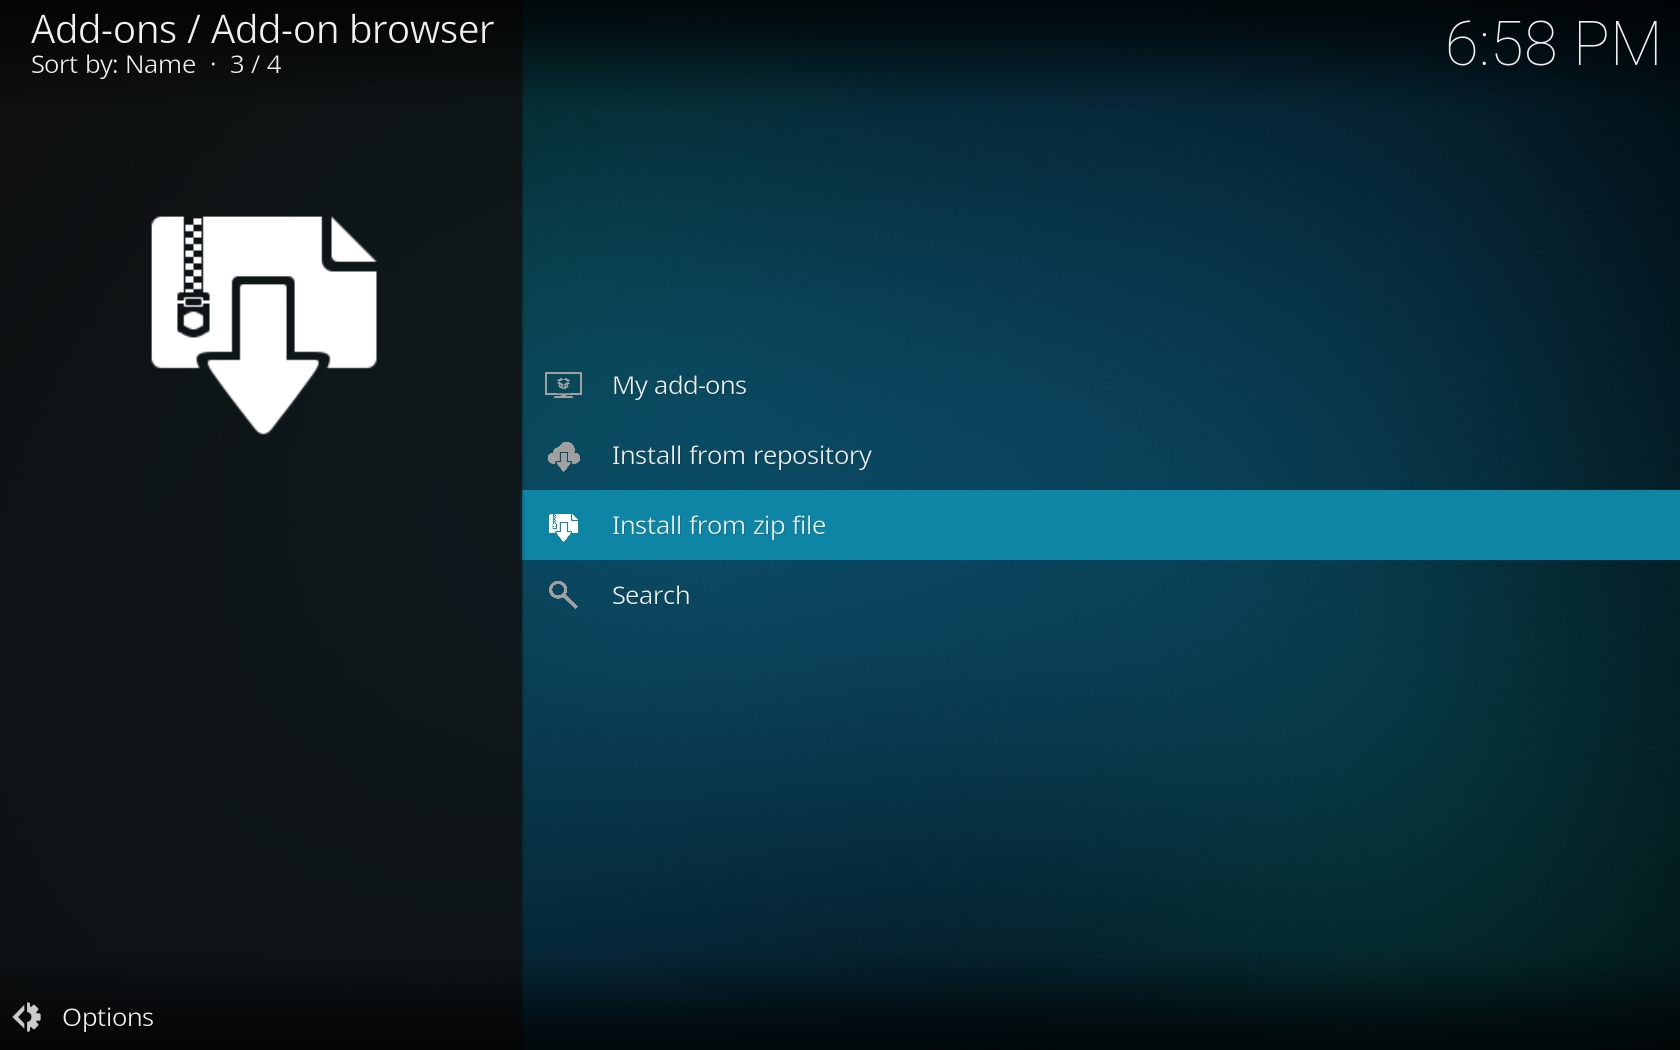 Add-ons / Add-on browser
Sort by: Name · 3 / 4
6:58 PM
My add-ons
Install from repository
Install from zip file
Search
Options